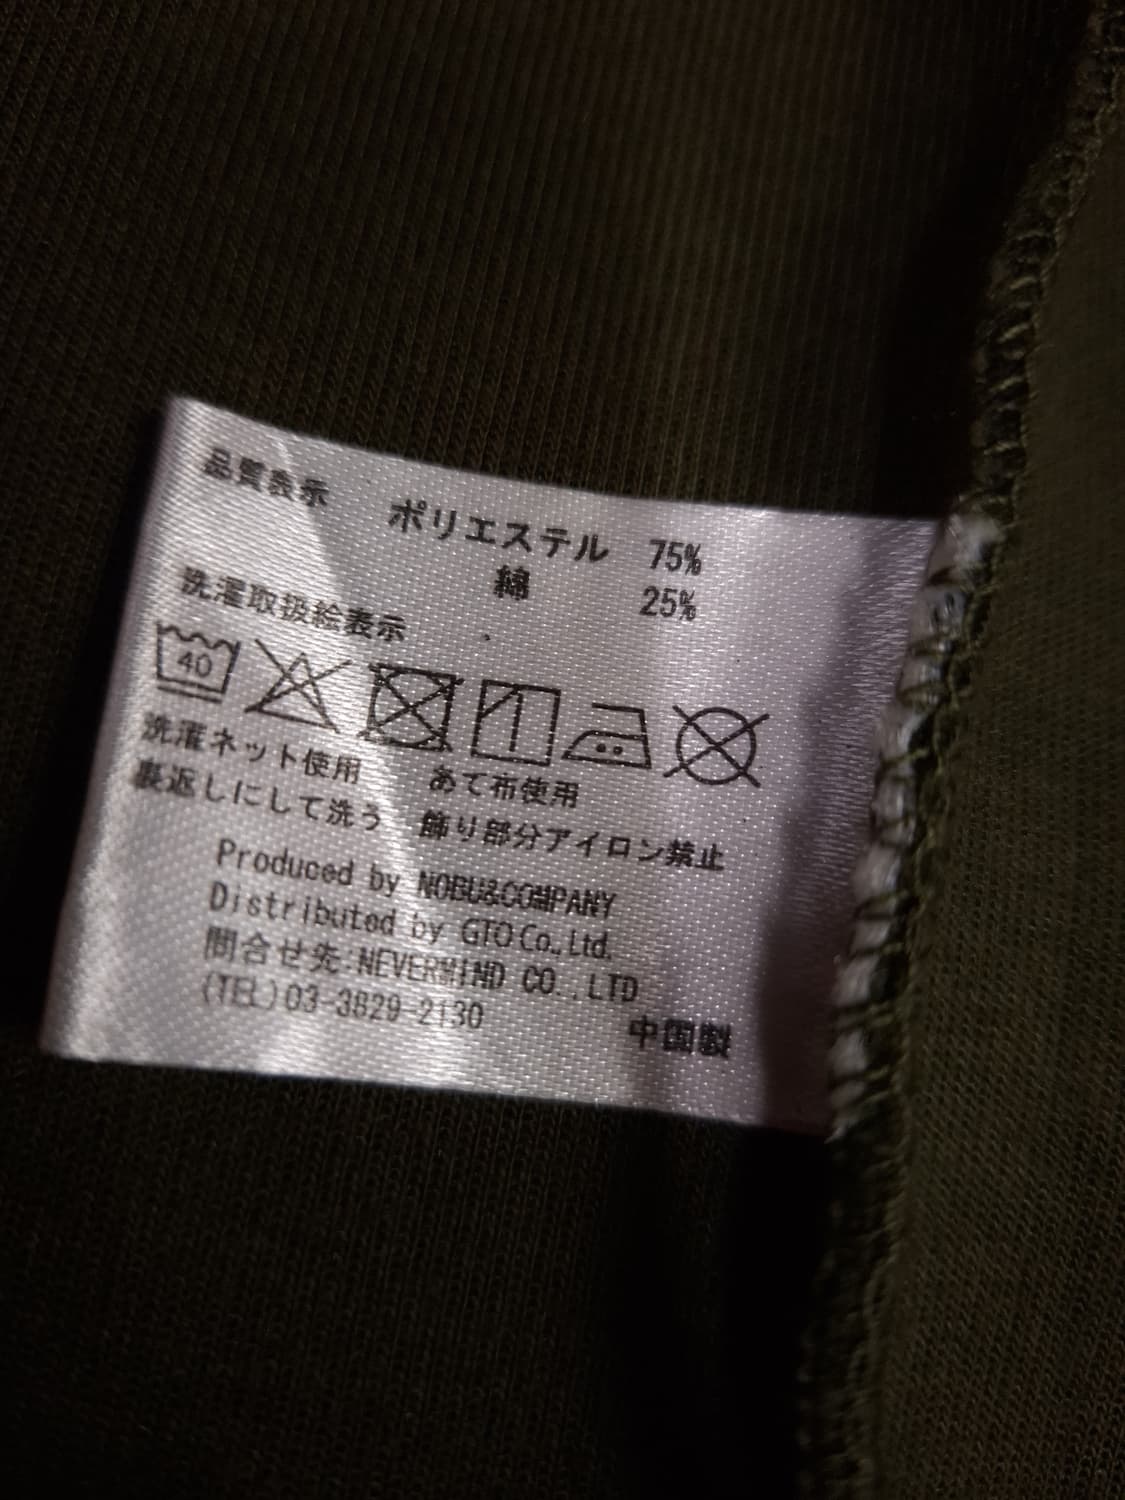 品質表示 ポリエステル 75%
綿 25%
洗濯取扱絵表示
40
洗濯ネット使用 あて布使用
裏返しにして洗う 飾り部分アイロン禁止
Produced by NOBU&COMPANY
Distributed by GTO Co.,Ltd.
問合せ先:NEVERMIND CO.,LTD
(TEL)03-3829-2130
中国製